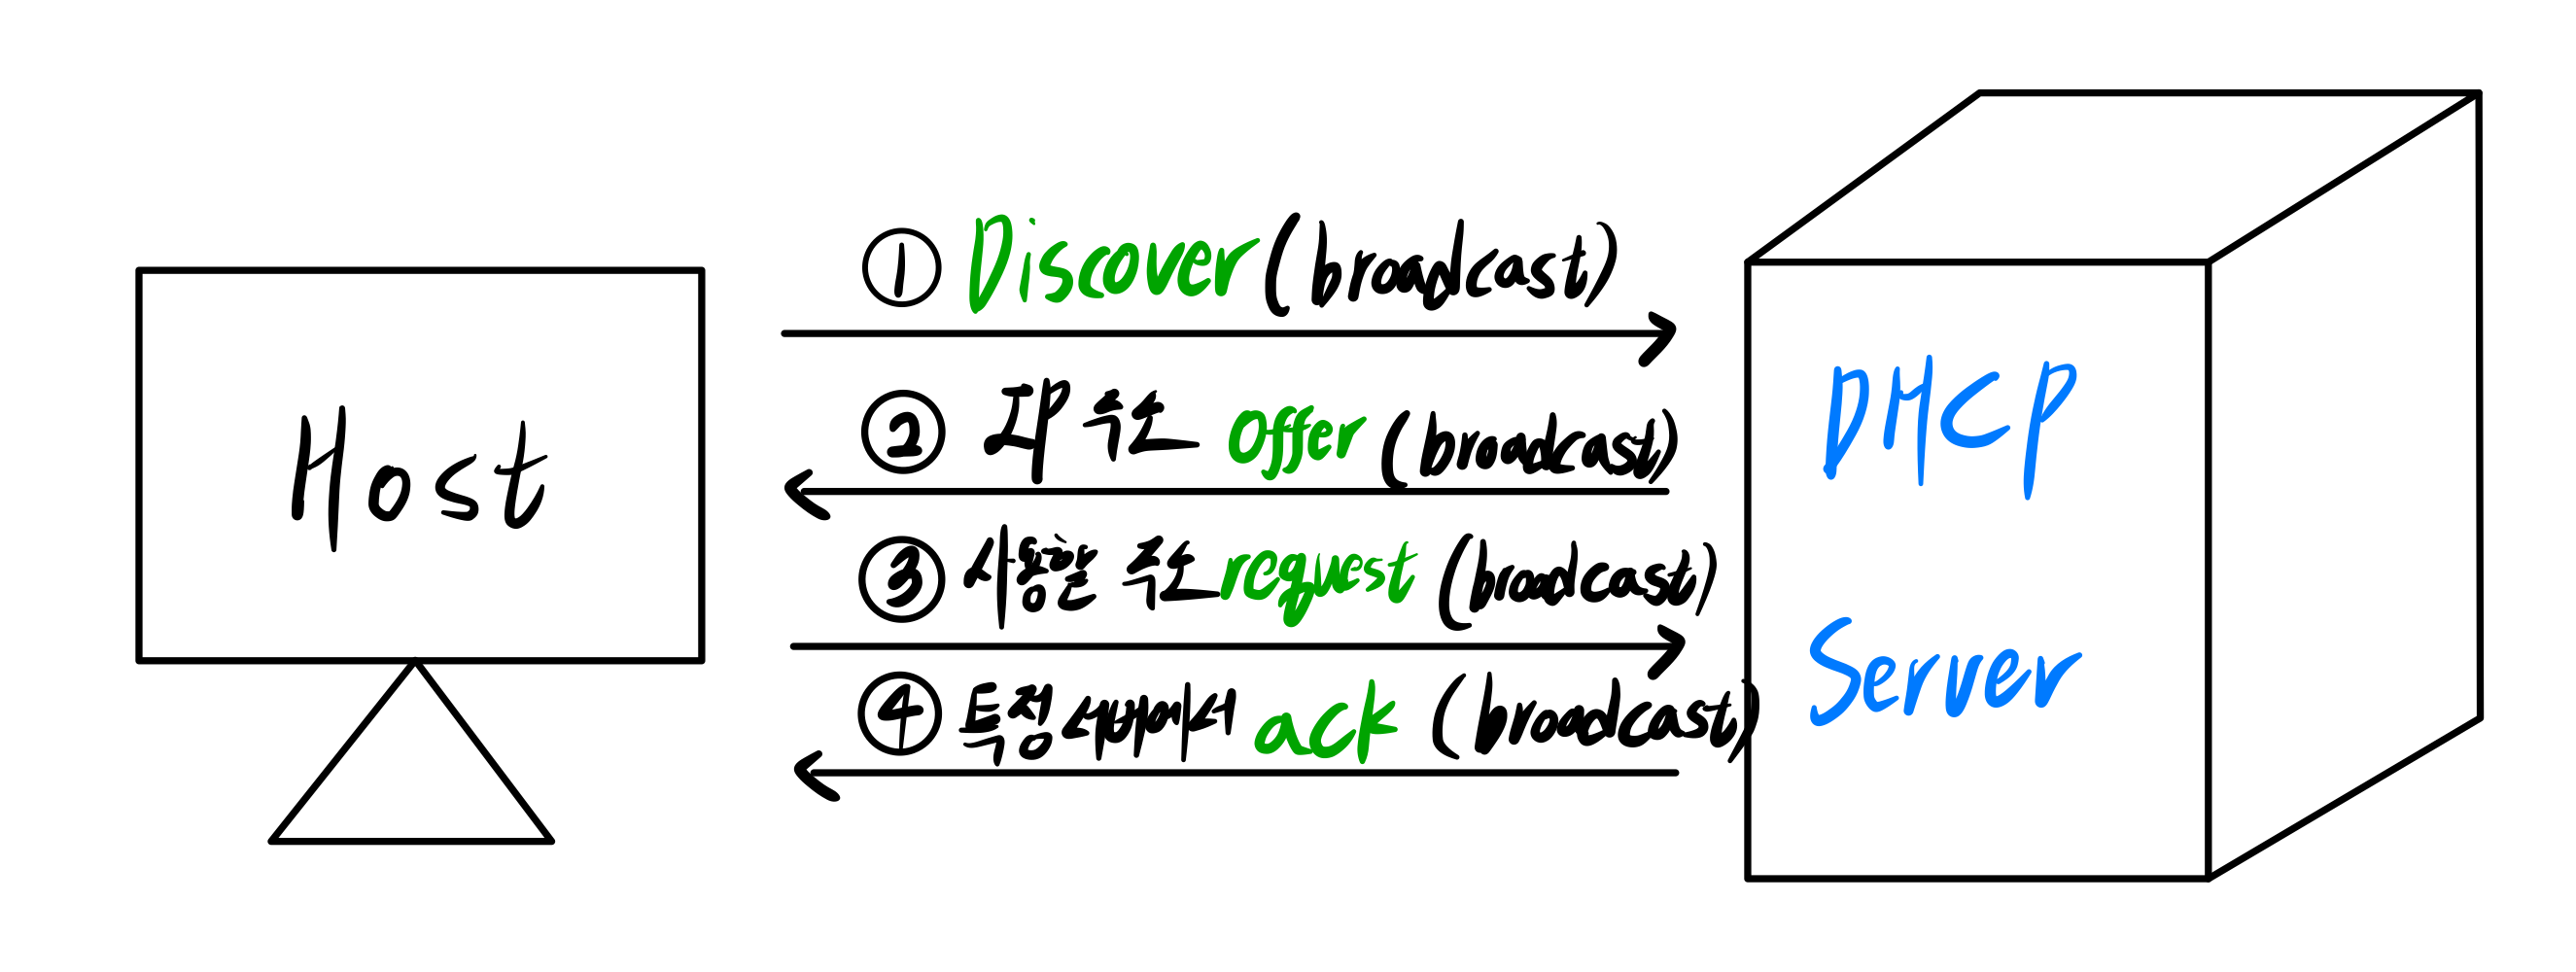 Host
① Discover (broadcast)
② IP 주소 offer (broadcast)
③ 사용할 주소 request (broadcast)
④ 특정 서버에서 ack (broadcast)
DHCP
Server